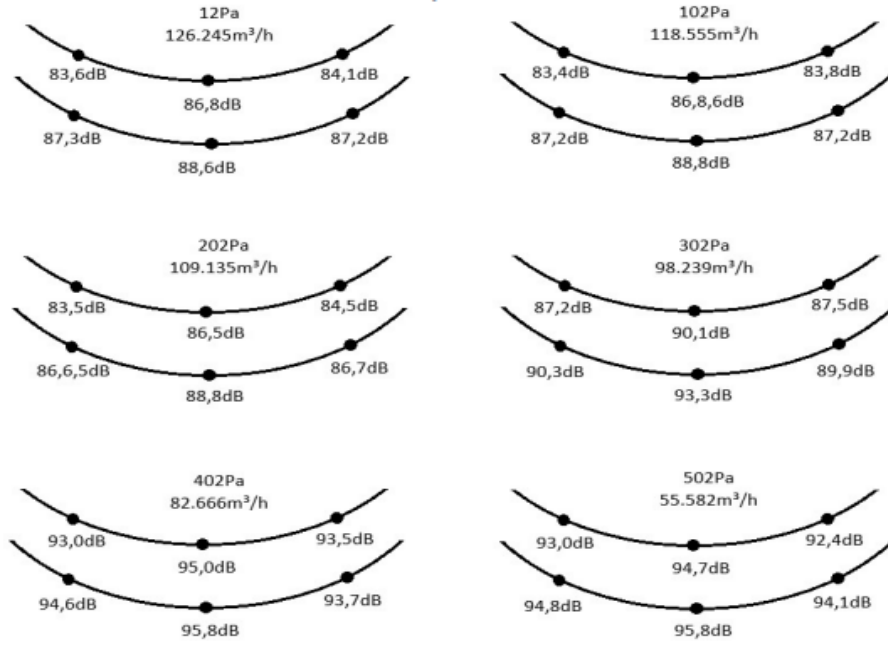 12Pa
126.245m³/h
83,6dB
84,1dB
86,8dB
87,3dB
87,2dB
88,6dB
102Pa
118.555m³/h
83,4dB
83,8dB
86,8,6dB
87,2dB
87,2dB
88,8dB
202Pa
109.135m³/h
83,5dB
84,5dB
86,5dB
86,6,5dB
86,7dB
88,8dB
302Pa
98.239m³/h
87,2dB
87,5dB
90,1dB
90,3dB
89,9dB
93,3dB
402Pa
82.666m³/h
93,0dB
93,5dB
95,0dB
94,6dB
93,7dB
95,8dB
502Pa
55.582m³/h
93,0dB
92,4dB
94,7dB
94,8dB
94,1dB
95,8dB